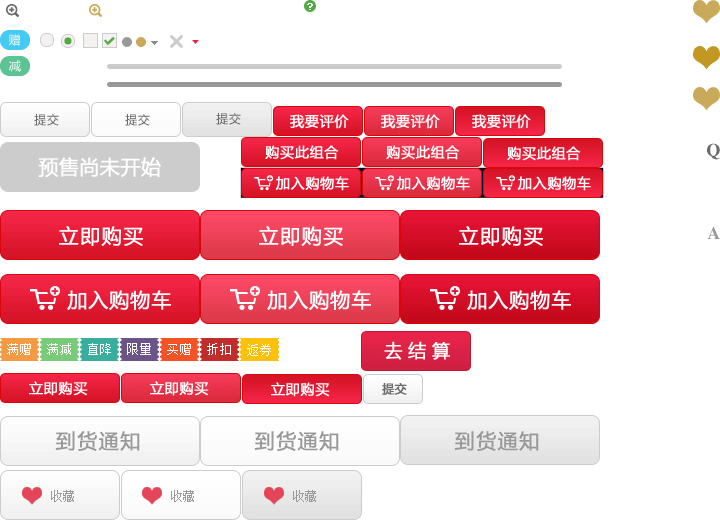 ?
赠
减
提交 提交 提交 我要评价 我要评价 我要评价
购买此组合 购买此组合 购买此组合
预售尚未开始
Q
加入购物车 加入购物车 加入购物车
立即购买 立即购买 立即购买
A
加入购物车 加入购物车 加入购物车
满赠 满减 直降 限量 买赠 折扣 返券
去结算
立即购买 立即购买 立即购买 提交
到货通知 到货通知 到货通知
收藏 收藏 收藏